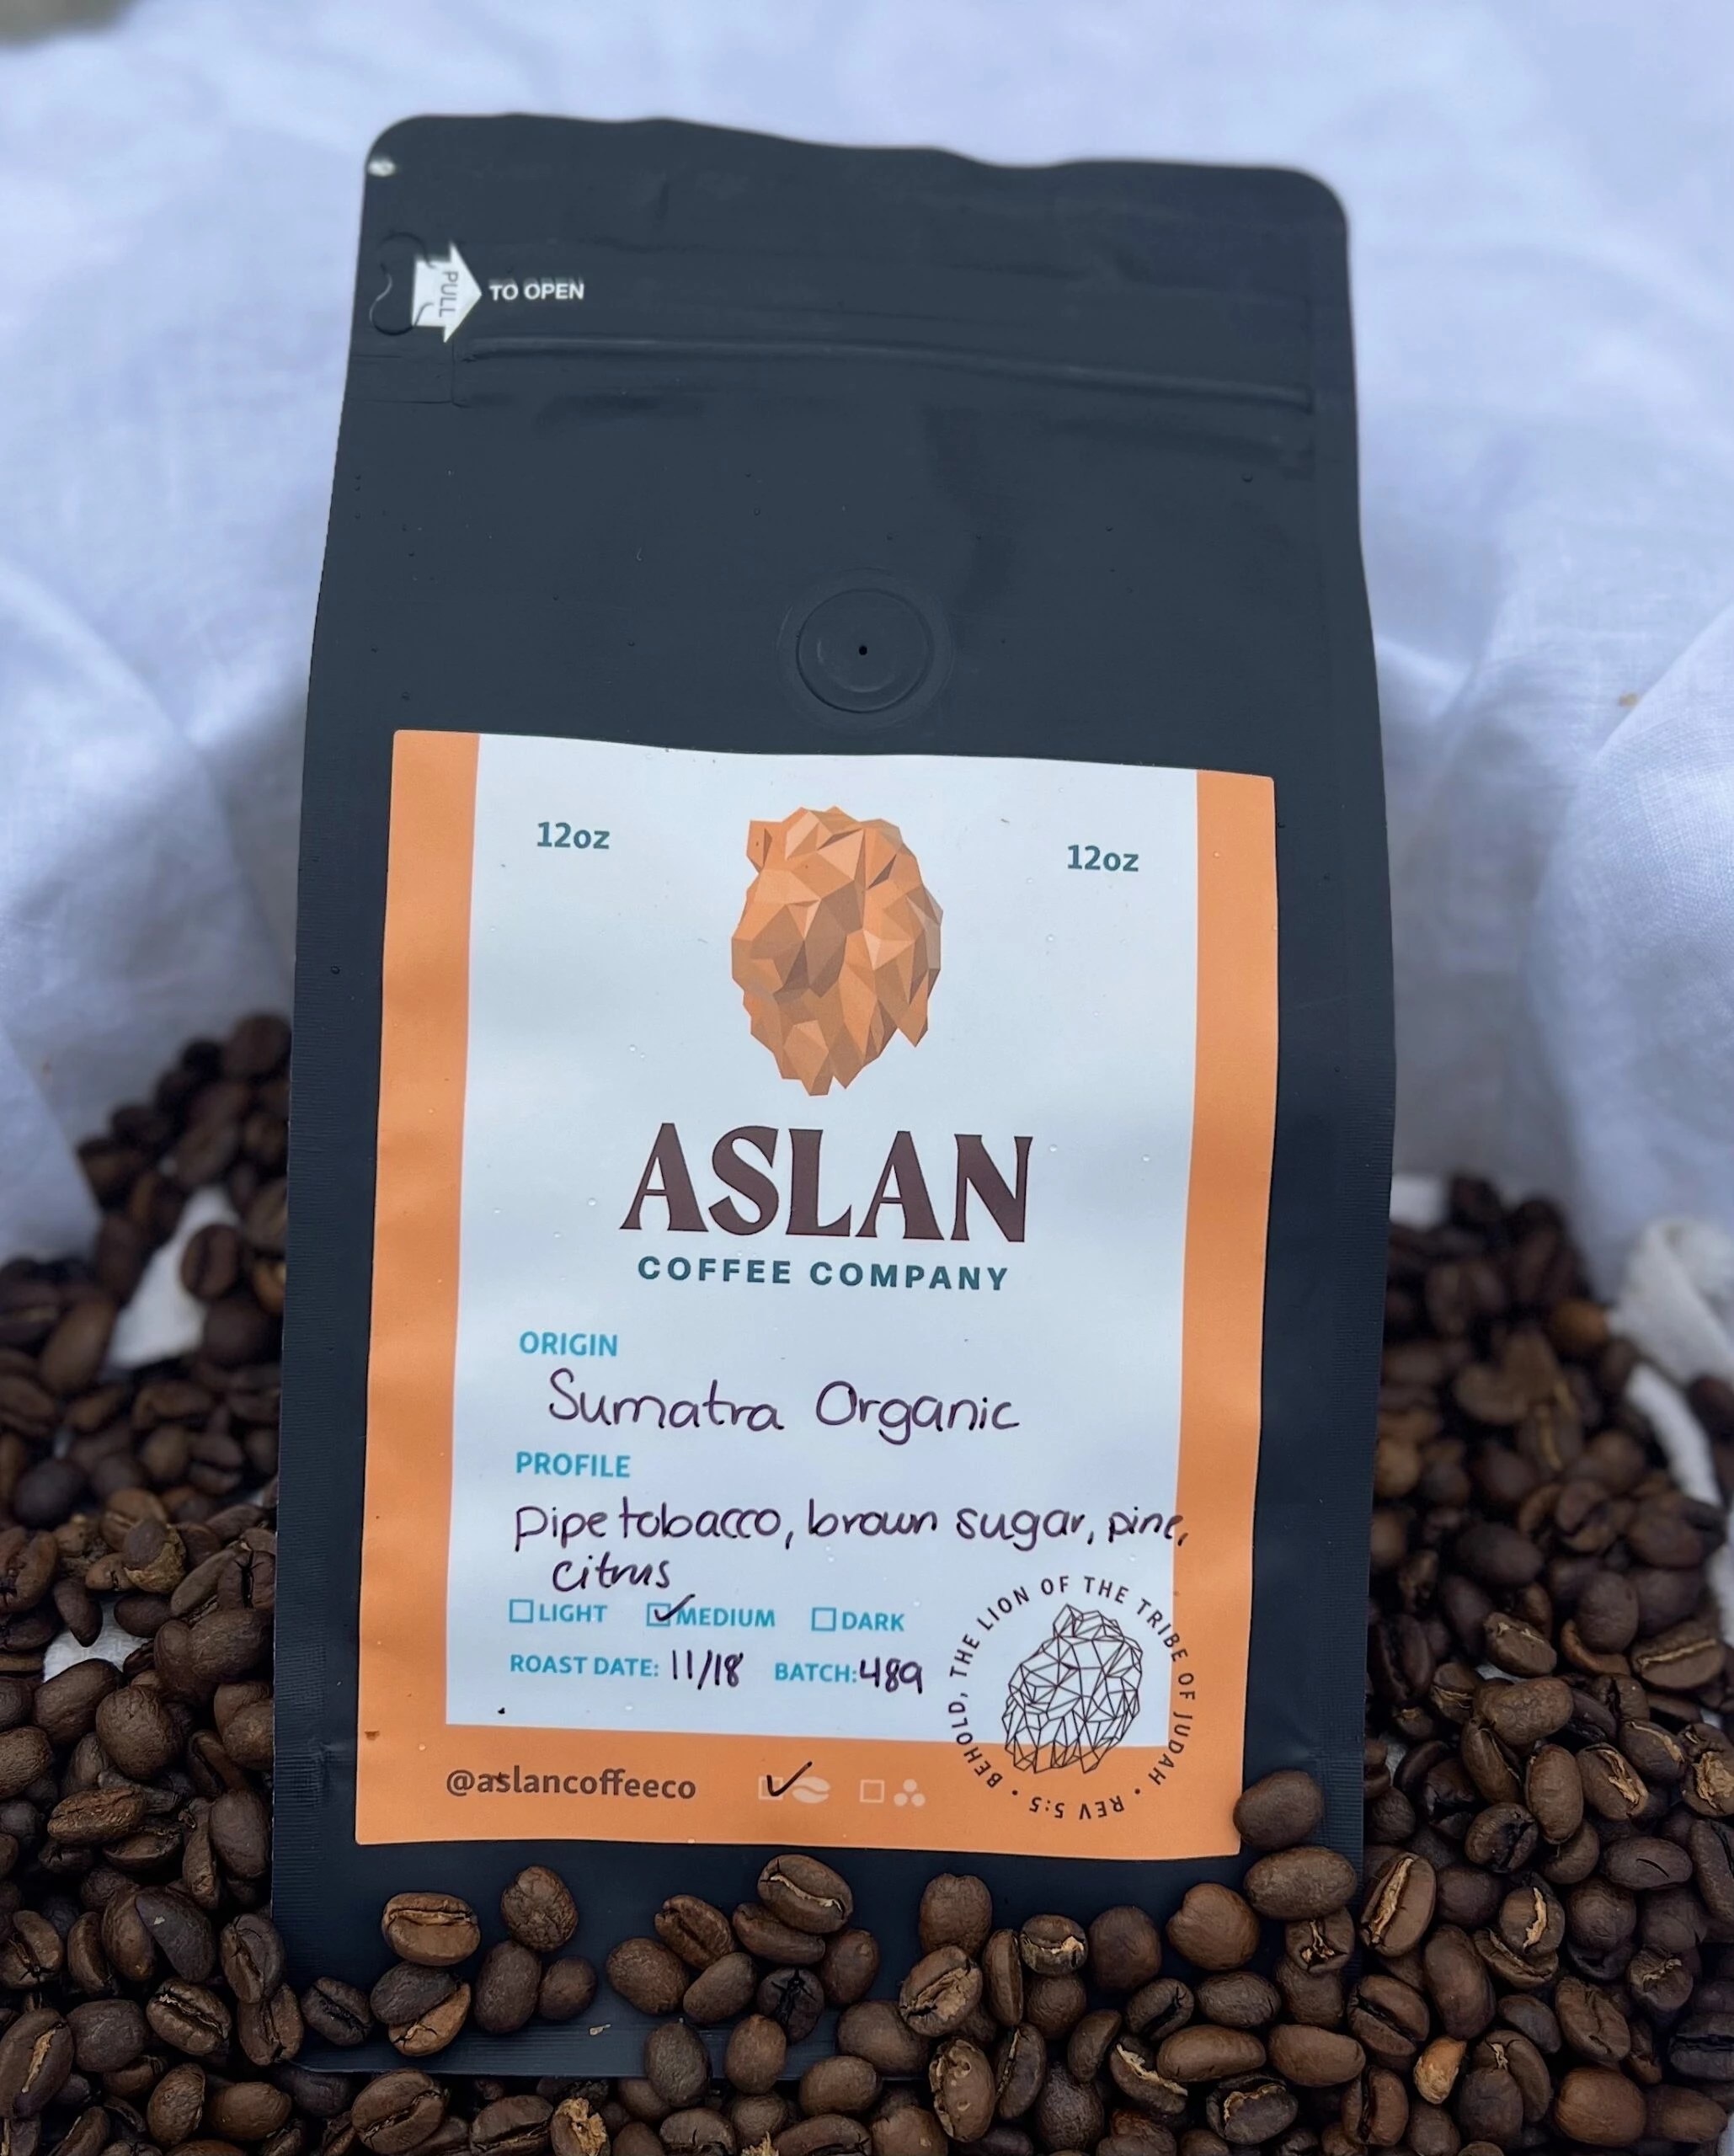 PULL
TO OPEN
12oz
12oz
ASLAN
COFFEE COMPANY
ORIGIN
Sumatra Organic
PROFILE
pipe tobacco, brown sugar, pine,
citrus
LIGHT MEDIUM DARK
ROAST DATE: 11/18 BATCH: 489
BEHOLD, THE LION OF THE TRIBE OF JUDAH • REV 5:5 •
@aslancoffeeco